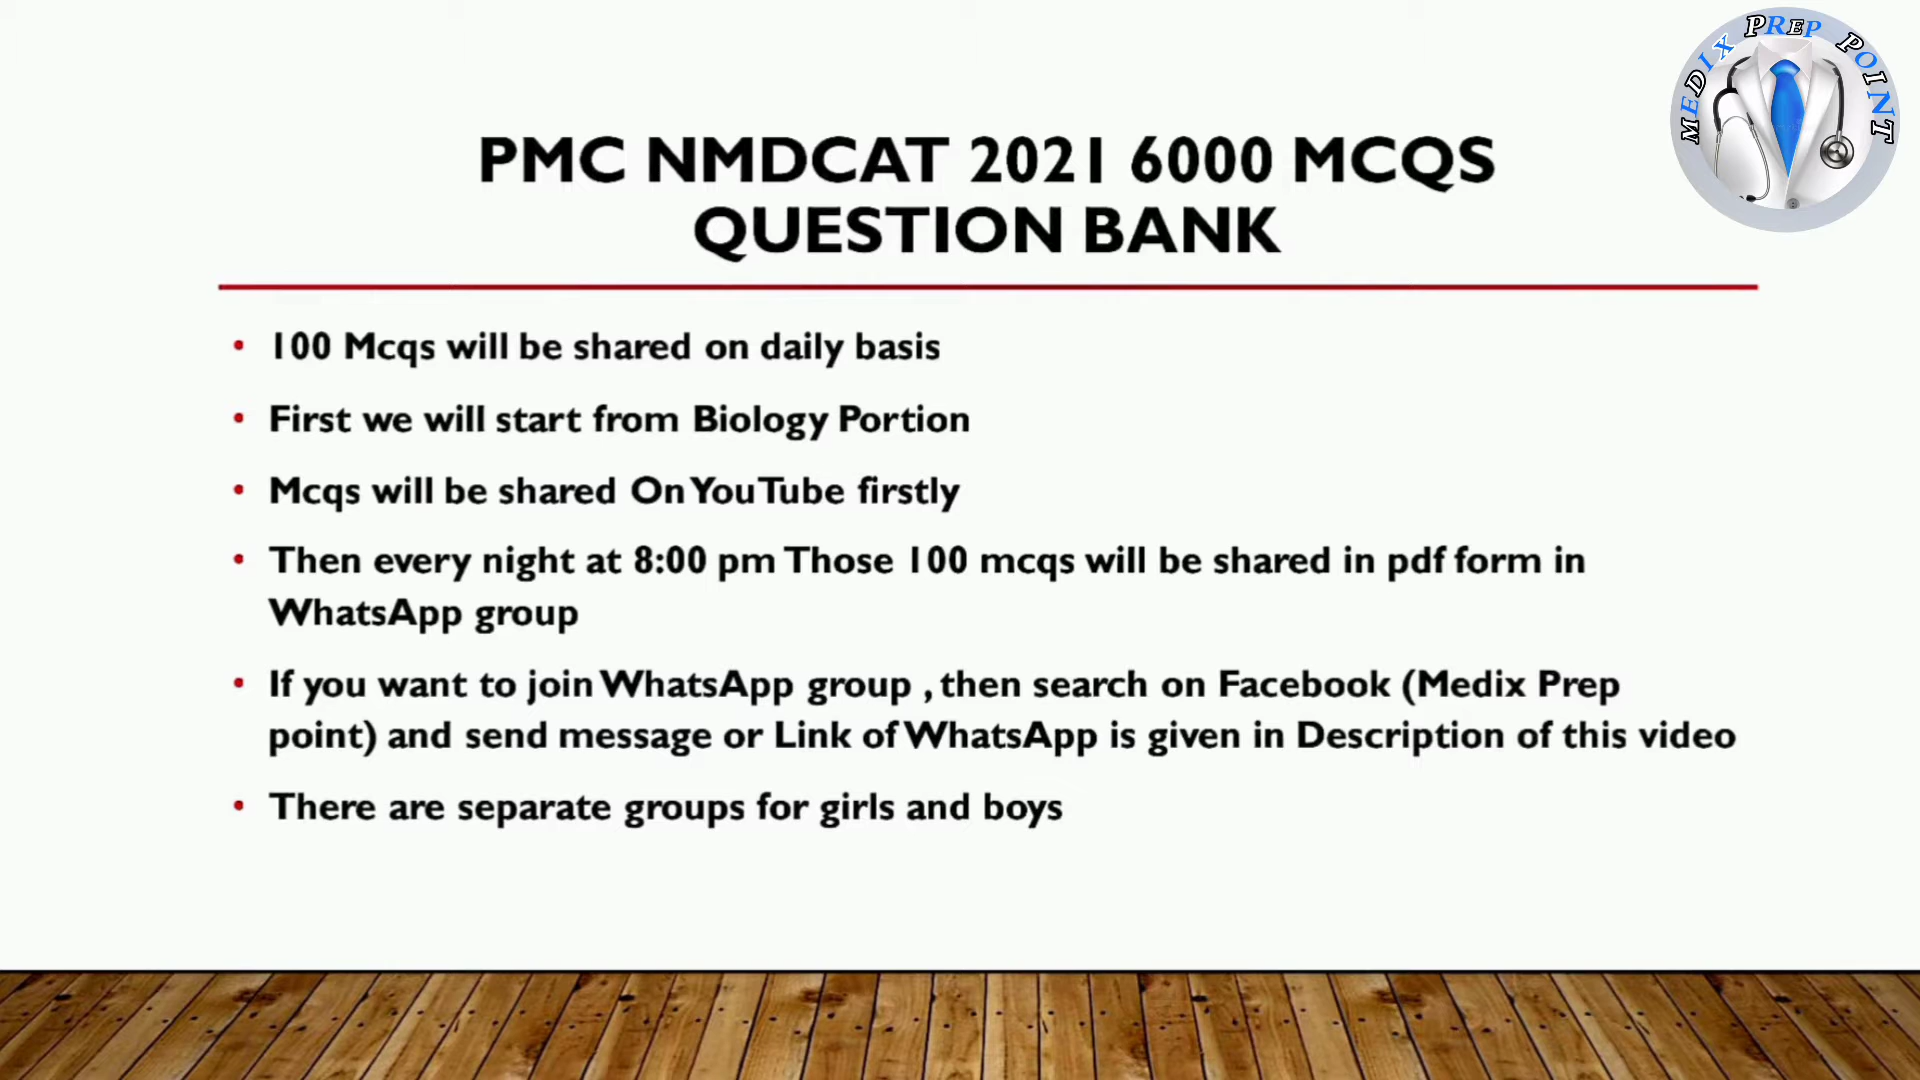 MEDIX PREP POINT
PMC NMDCAT 2021 6000 MCQS
QUESTION BANK
• 100 Mcqs will be shared on daily basis
• First we will start from Biology Portion
• Mcqs will be shared On YouTube firstly
• Then every night at 8:00 pm Those 100 mcqs will be shared in pdf form in
WhatsApp group
• If you want to join WhatsApp group , then search on Facebook (Medix Prep
point) and send message or Link of WhatsApp is given in Description of this video
• There are separate groups for girls and boys